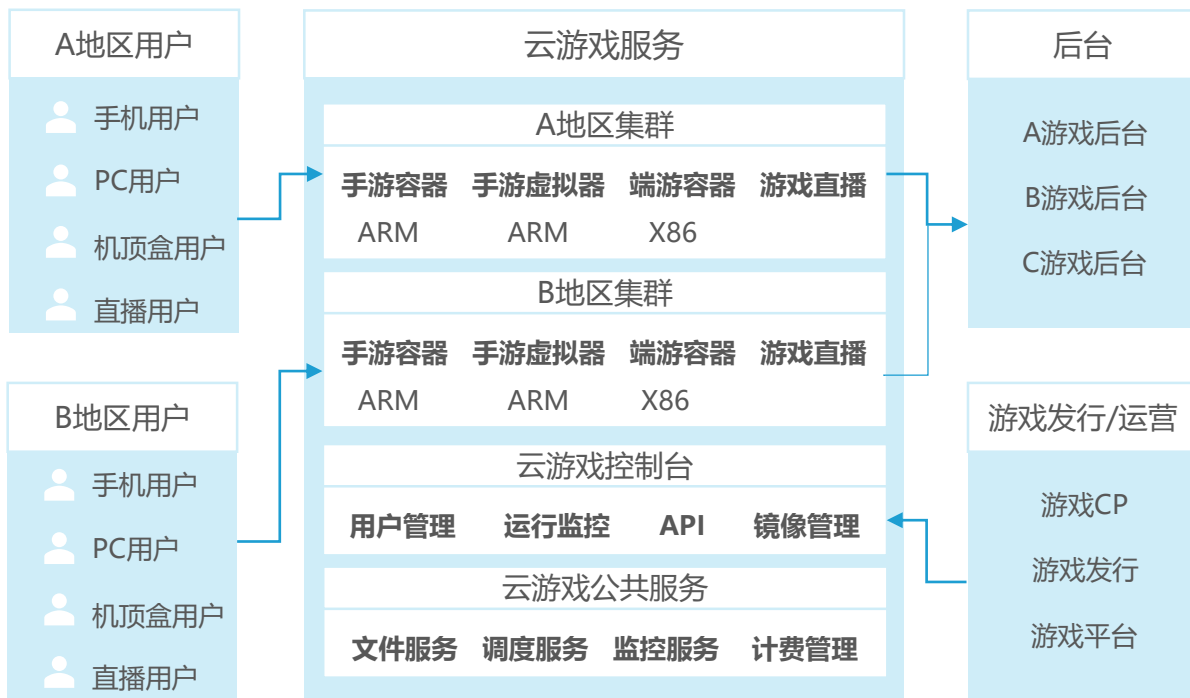 A地区用户
手机用户
PC用户
机顶盒用户
直播用户
B地区用户
手机用户
PC用户
机顶盒用户
直播用户
云游戏服务
A地区集群
手游容器 手游虚拟器 端游容器 游戏直播
ARM ARM X86
B地区集群
手游容器 手游虚拟器 端游容器 游戏直播
ARM ARM X86
云游戏控制台
用户管理 运行监控 API 镜像管理
云游戏公共服务
文件服务 调度服务 监控服务 计费管理
后台
A游戏后台
B游戏后台
C游戏后台
游戏发行/运营
游戏CP
游戏发行
游戏平台